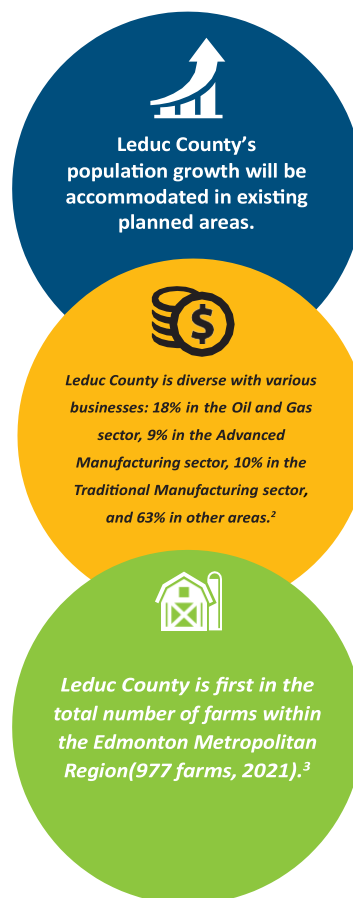 Leduc County's
population growth will be
accommodated in existing
planned areas.
$
Leduc County is diverse with various
businesses: 18% in the Oil and Gas
sector, 9% in the Advanced
Manufacturing sector, 10% in the
Traditional Manufacturing sector,
and 63% in other areas.²
Leduc County is first in the
total number of farms within
the Edmonton Metropolitan
Region(977 farms, 2021).³